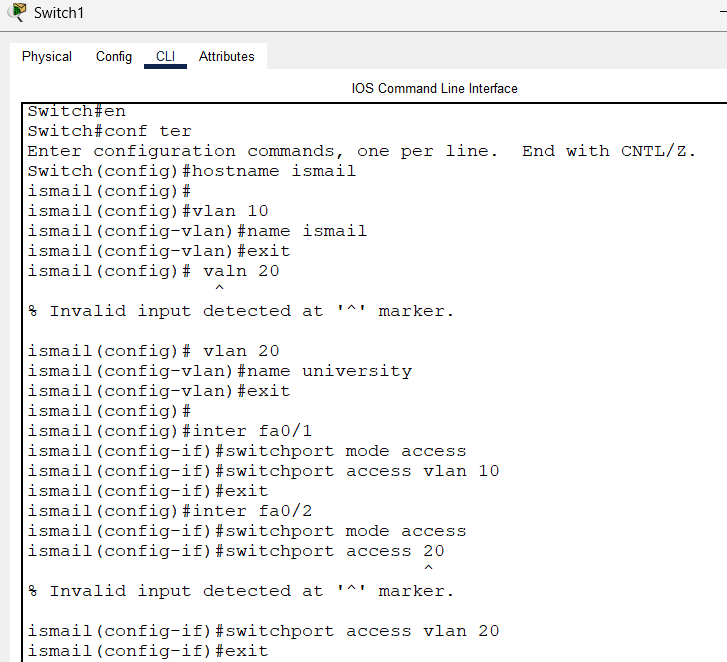 Switch1
Physical Config CLI Attributes
IOS Command Line Interface
Switch#en
Switch#conf ter
Enter configuration commands, one per line.  End with CNTL/Z.
Switch(config)#hostname ismail
ismail(config)#
ismail(config)#vlan 10
ismail(config-vlan)#name ismail
ismail(config-vlan)#exit
ismail(config)# valn 20
^
% Invalid input detected at '^' marker.
ismail(config)# vlan 20
ismail(config-vlan)#name university
ismail(config-vlan)#exit
ismail(config)#
ismail(config)#inter fa0/1
ismail(config-if)#switchport mode access
ismail(config-if)#switchport access vlan 10
ismail(config-if)#exit
ismail(config)#inter fa0/2
ismail(config-if)#switchport mode access
ismail(config-if)#switchport access 20
^
% Invalid input detected at '^' marker.
ismail(config-if)#switchport access vlan 20
ismail(config-if)#exit